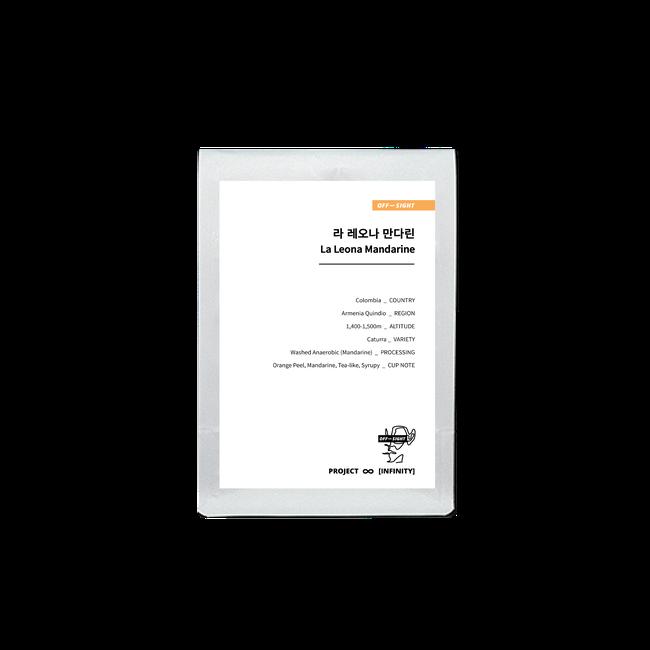 OFF— SIGHT
라 레오나 만다린
La Leona Mandarine
Colombia _ COUNTRY
Armenia Quindio _ REGION
1,400-1,500m _ ALTITUDE
Caturra _ VARIETY
Washed Anaerobic (Mandarine) _ PROCESSING
Orange Peel, Mandarine, Tea-like, Syrupy _ CUP NOTE
OFF— SIGHT
PROJECT ∞ [INFINITY]